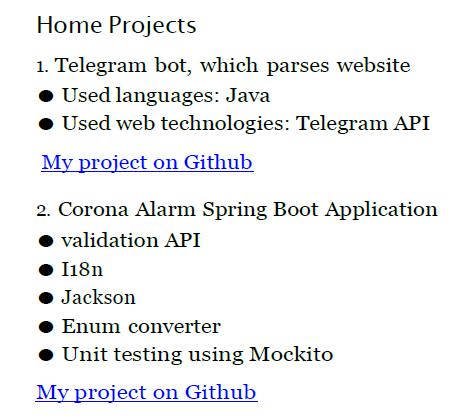 Home Projects
1. Telegram bot, which parses website
● Used languages: Java
● Used web technologies: Telegram API
My project on Github
2. Corona Alarm Spring Boot Application
● validation API
● I18n
● Jackson
● Enum converter
● Unit testing using Mockito
My project on Github